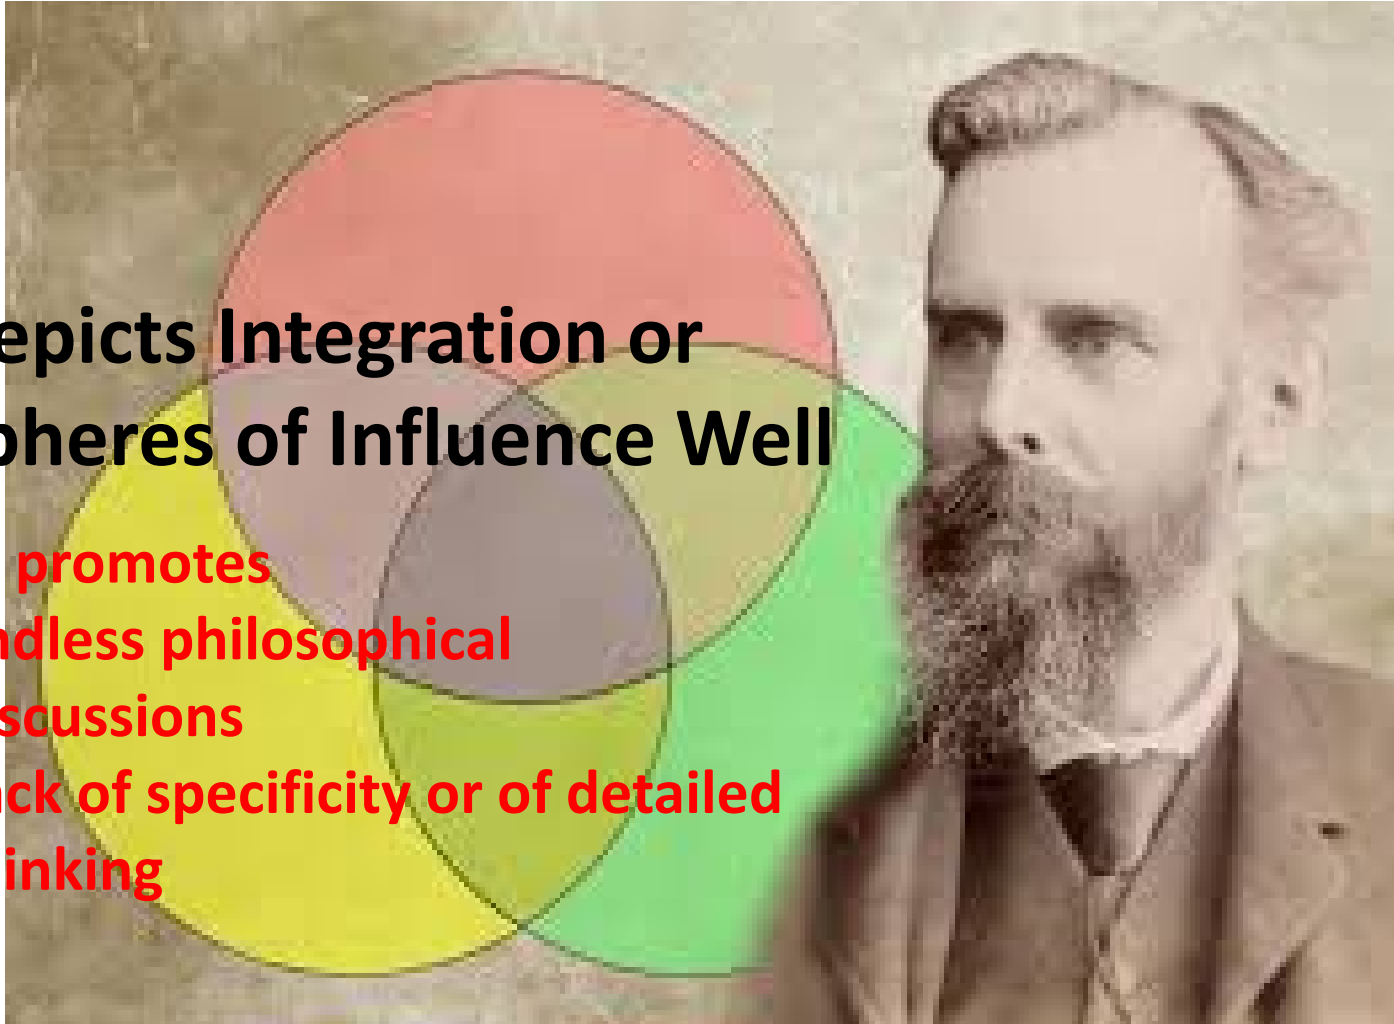 epicts Integration or
pheres of Influence Well
promotes
ndless philosophical
scussions
ck of specificity or of detailed
inking